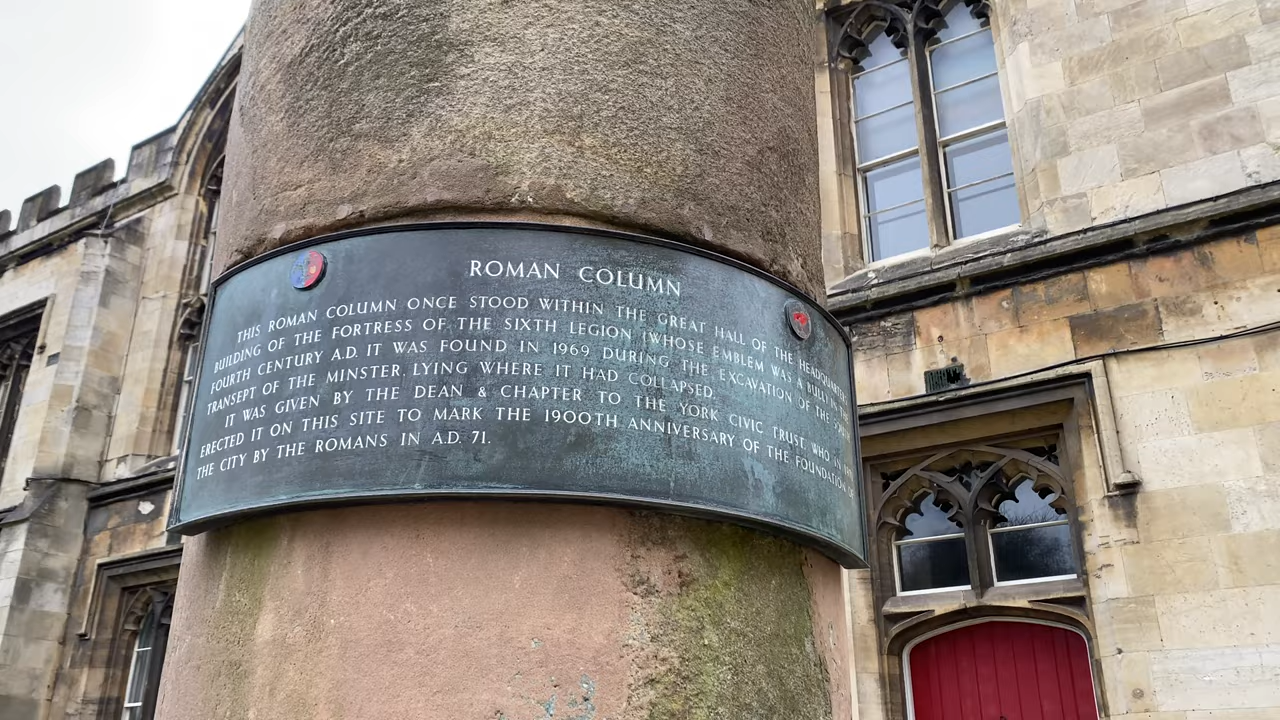 ROMAN COLUMN
THIS ROMAN COLUMN ONCE STOOD WITHIN THE GREAT HALL OF THE HEADQUARTERS
BUILDING OF THE FORTRESS OF THE SIXTH LEGION (WHOSE EMBLEM WAS A BULL) IN THE
FOURTH CENTURY A.D. IT WAS FOUND IN 1969 DURING THE EXCAVATION OF THE SOUTH
TRANSEPT OF THE MINSTER, LYING WHERE IT HAD COLLAPSED.
IT WAS GIVEN BY THE DEAN & CHAPTER TO THE YORK CIVIC TRUST, WHO IN
ERECTED IT ON THIS SITE TO MARK THE 1900TH ANNIVERSARY OF THE FOUNDATION OF
THE CITY BY THE ROMANS IN A.D. 71.